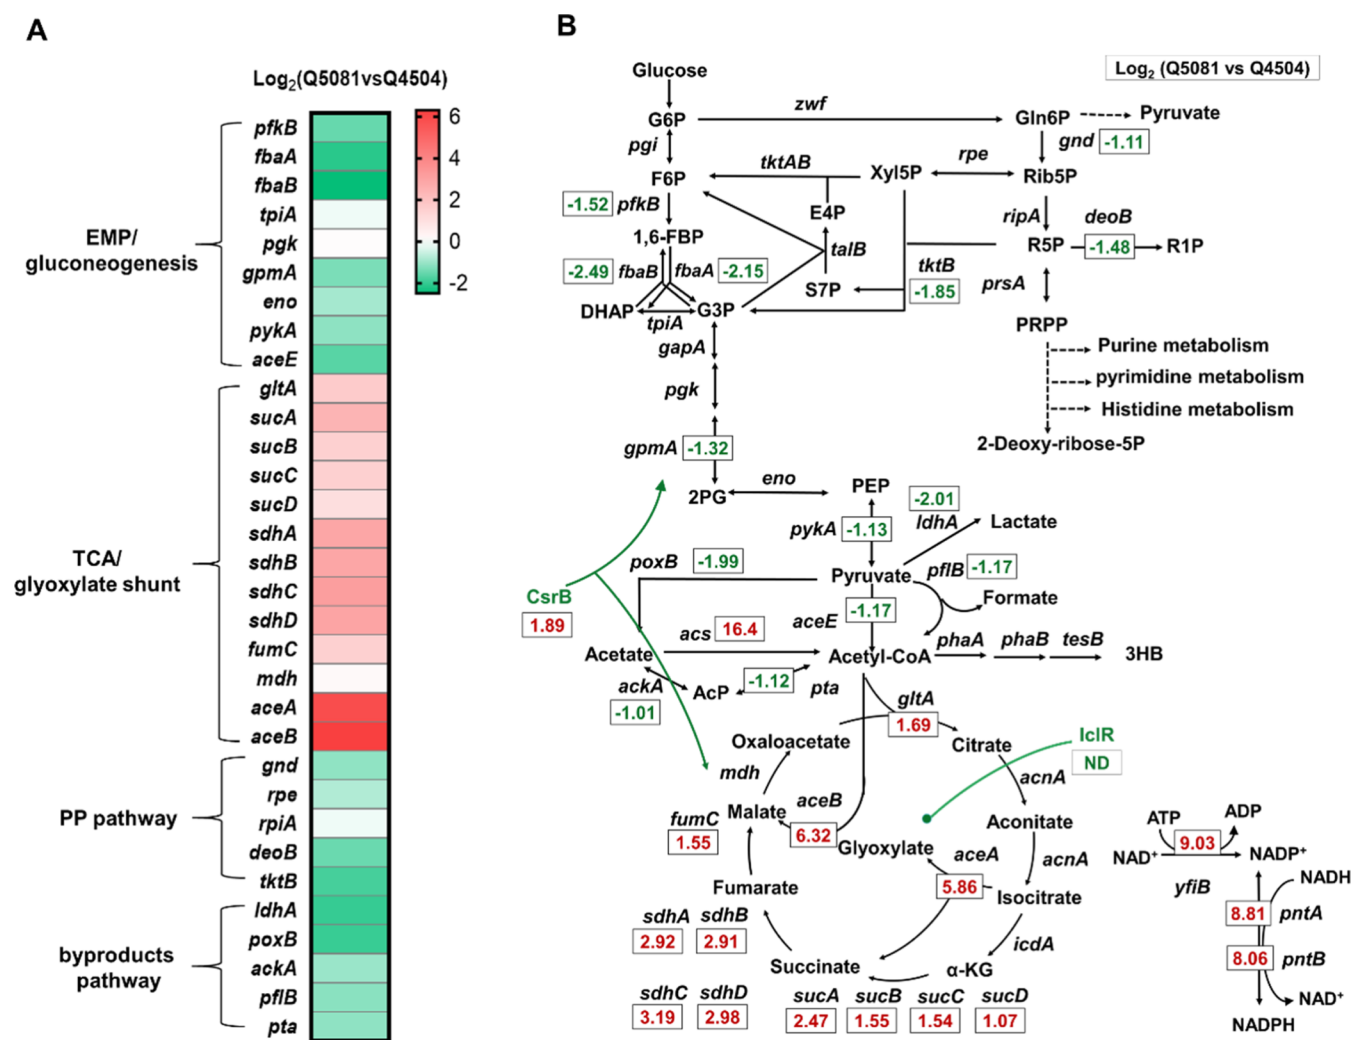 A
Log2(Q5081vsQ4504)
6
4
2
0
-2
EMP/
gluconeogenesis
pfkB
fbaA
fbaB
tpiA
pgk
gpmA
eno
pykA
aceE
TCA/
glyoxylate shunt
gltA
sucA
sucB
sucC
sucD
sdhA
sdhB
sdhC
sdhD
fumC
mdh
aceA
aceB
PP pathway
gnd
rpe
rpiA
deoB
tktB
byproducts
pathway
ldhA
poxB
ackA
pflB
pta
B
Log2 (Q5081 vs Q4504)
Glucose
G6P
zwf
Gln6P
Pyruvate
pgi
gnd -1.11
F6P
tktAB
Xyl5P
rpe
Rib5P
-1.52 pfkB
E4P
ripA
deoB
1,6-FBP
talB
R5P
-1.48
R1P
-2.49 fbaB
fbaA -2.15
S7P
tktB
-1.85
prsA
DHAP
tpiA
G3P
PRPP
gapA
Purine metabolism
pgk
pyrimidine metabolism
Histidine metabolism
2-Deoxy-ribose-5P
gpmA -1.32
2PG
eno
PEP
-2.01
ldhA
Lactate
pykA -1.13
poxB -1.99
Pyruvate
pflB -1.17
Formate
CsrB
1.89
aceE
-1.17
acs 16.4
Acetate
Acetyl-CoA
phaA
phaB
tesB
3HB
ackA
-1.01
AcP
-1.12
pta
gltA
1.69
Oxaloacetate
Citrate
IclR
ND
mdh
acnA
fumC
1.55
Malate
aceB
6.32
Glyoxylate
Aconitate
aceA
5.86
acnA
Fumarate
Isocitrate
sdhA
2.92
sdhB
2.91
icdA
Succinate
α-KG
sdhC
3.19
sdhD
2.98
sucA
2.47
sucB
1.55
sucC
1.54
sucD
1.07
ATP
ADP
9.03
NAD+
NADP+
yfiB
NADH
8.81 pntA
8.06 pntB
NAD+
NADPH